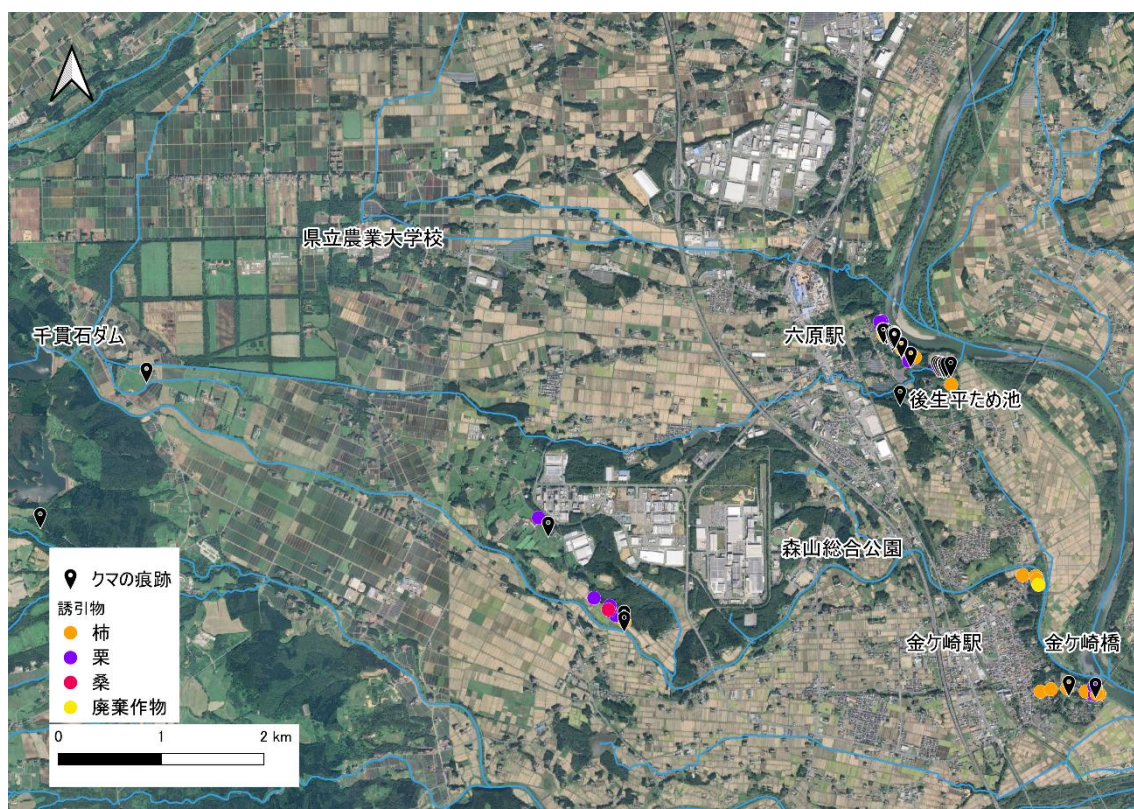 県立農業大学校
千貫石ダム
六原駅
後生平ため池
森山総合公園
金ケ崎駅
金ケ崎橋
クマの痕跡
誘引物
柿
栗
桑
廃棄作物
0 1 2 km